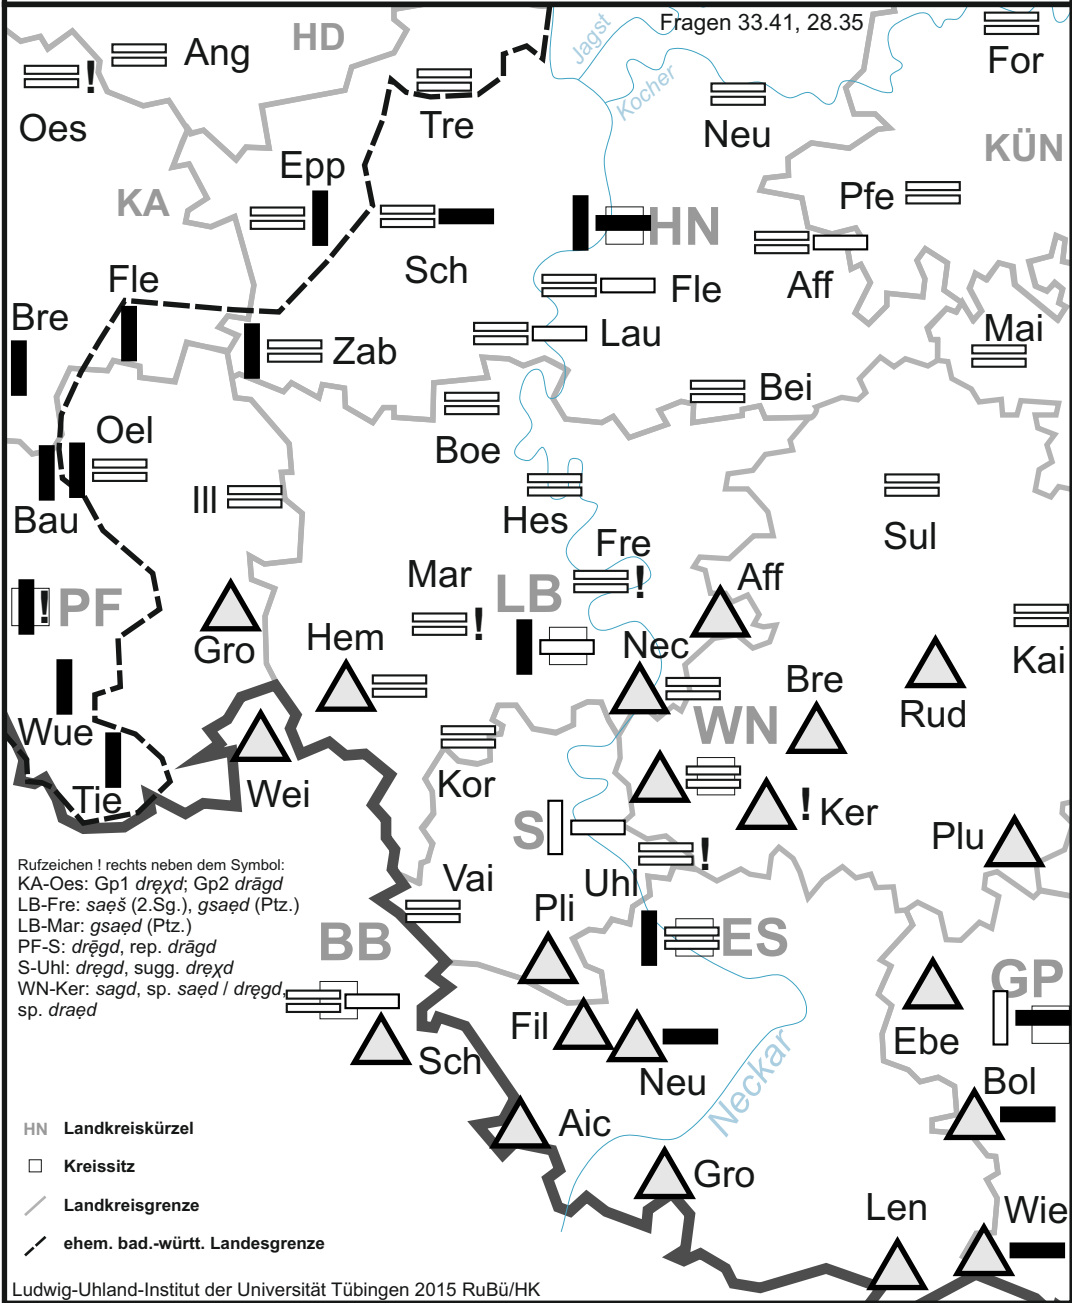 Fragen 33.41, 28.35
Jagst
HD
Ang
For
Oes
!
Kocher
Tre
Neu
KÜN
Epp
KA
Pfe
HN
Sch
Aff
Fle
Fle
Bre
Lau
Mai
Zab
Bei
Oel
Boe
Ill
Bau
Hes
Sul
Fre
!
Mar
!
LB
Aff
PF
!
Gro
Hem
Nec
Kai
Bre
Rud
Wue
WN
Kor
Tie
Wei
! Ker
S
Plu
Uhl
!
Vai
Pli
Rufzeichen ! rechts neben dem Symbol:
KA-Oes: Gp1 dręχd; Gp2 drāgd
LB-Fre: saęš (2.Sg.), gsaęd (Ptz.)
LB-Mar: gsaęd (Ptz.)
PF-S: drę̄gd, rep. drāgd
S-Uhl: dręgd, sugg. dręχd
WN-Ker: sagd, sp. saęd / dręgd,
sp. draęd
BB
ES
GP
Fil
Ebe
Sch
Neu
Neckar
Bol
Aic
Gro
Len
Wie
HN Landkreiskürzel
Kreissitz
Landkreisgrenze
ehem. bad.-württ. Landesgrenze
Ludwig-Uhland-Institut der Universität Tübingen 2015 RuBü/HK